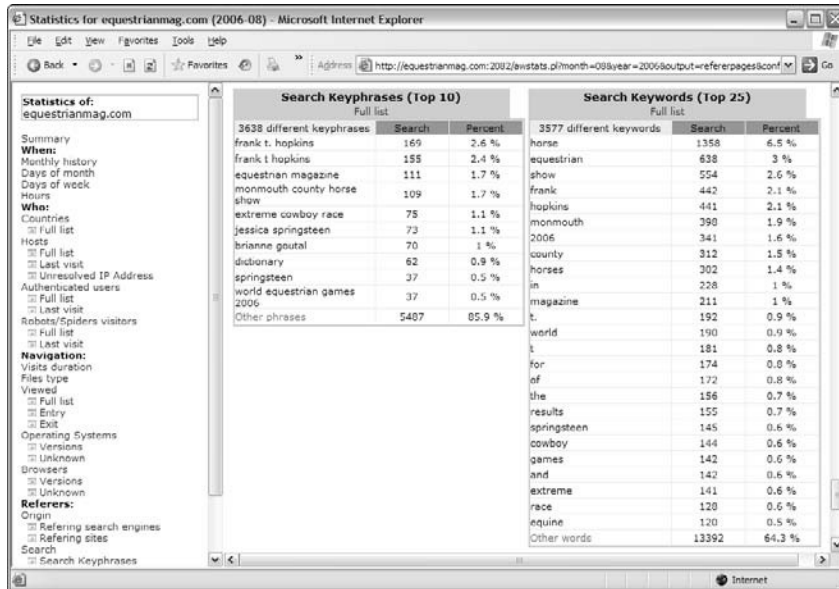 Statistics for equestrianmag.com (2006-08) - Microsoft Internet Explorer
File Edit View Favorites Tools Help
Back Favorites » Address http://equestrianmag.com:2082/awstats.pl?month=08&year=2006&output=refererpages&conf Go
Statistics of:
equestrianmag.com
Summary
When:
Monthly history
Days of month
Days of week
Hours
Who:
Countries
Full list
Hosts
Full list
Last visit
Unresolved IP Address
Authenticated users
Full list
Last visit
Robots/Spiders visitors
Full list
Last visit
Navigation:
Visits duration
Files type
Viewed
Full list
Entry
Exit
Operating Systems
Versions
Unknown
Browsers
Versions
Unknown
Referers:
Origin
Refering search engines
Refering sites
Search
Search Keyphrases
Search Keyphrases (Top 10)
Full list
3638 different keyphrases Search Percent
frank t. hopkins 169 2.6 %
frank t hopkins 155 2.4 %
equestrian magazine 111 1.7 %
monmouth county horse
show 109 1.7 %
extreme cowboy race 75 1.1 %
jessica springsteen 73 1.1 %
brianne goutal 70 1 %
dictionary 62 0.9 %
springsteen 37 0.5 %
world equestrian games
2006 37 0.5 %
Other phrases 5487 85.9 %
Search Keywords (Top 25)
Full list
3577 different keywords Search Percent
horse 1358 6.5 %
equestrian 638 3 %
show 554 2.6 %
frank 442 2.1 %
hopkins 441 2.1 %
monmouth 398 1.9 %
2006 341 1.6 %
county 312 1.5 %
horses 302 1.4 %
in 228 1 %
magazine 211 1 %
t. 192 0.9 %
world 190 0.9 %
t 181 0.8 %
for 174 0.8 %
of 172 0.8 %
the 156 0.7 %
results 155 0.7 %
springsteen 145 0.6 %
cowboy 144 0.6 %
games 142 0.6 %
and 142 0.6 %
extreme 141 0.6 %
race 128 0.6 %
equine 120 0.5 %
Other words 13392 64.3 %
Internet